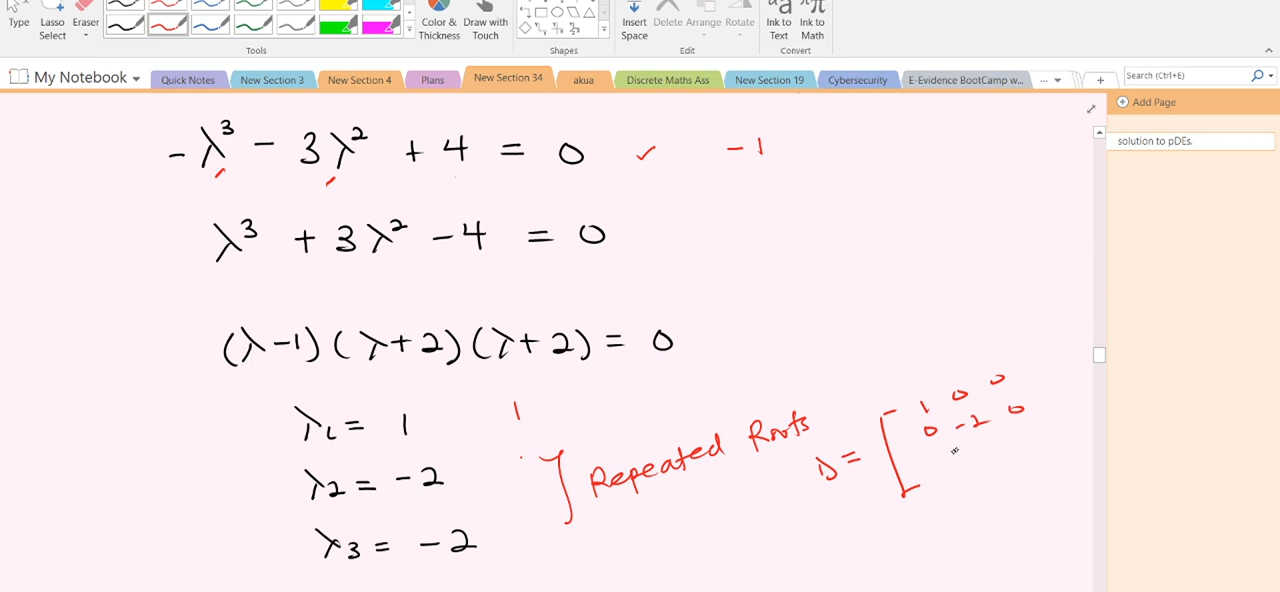 Type
Lasso Select
Eraser
Color & Thickness
Draw with Touch
Insert Space
Delete
Arrange
Rotate
Ink to Text
Ink to Math
Tools
Shapes
Edit
Convert
My Notebook
Quick Notes
New Section 3
New Section 4
Plans
New Section 34
akua
Discrete Maths Ass
New Section 19
Cybersecurity
E-Evidence BootCamp w...
...
+
Search (Ctrl+E)
Add Page
solution to pDEs.
-λ³ - 3λ² + 4 = 0 ✓ -1
λ³ + 3λ² - 4 = 0
(λ-1)(λ+2)(λ+2) = 0
λ₁ = 1
λ₂ = -2
λ₃ = -2
1
} Repeated Roots
D = [ 1 0 0
0 -2 0